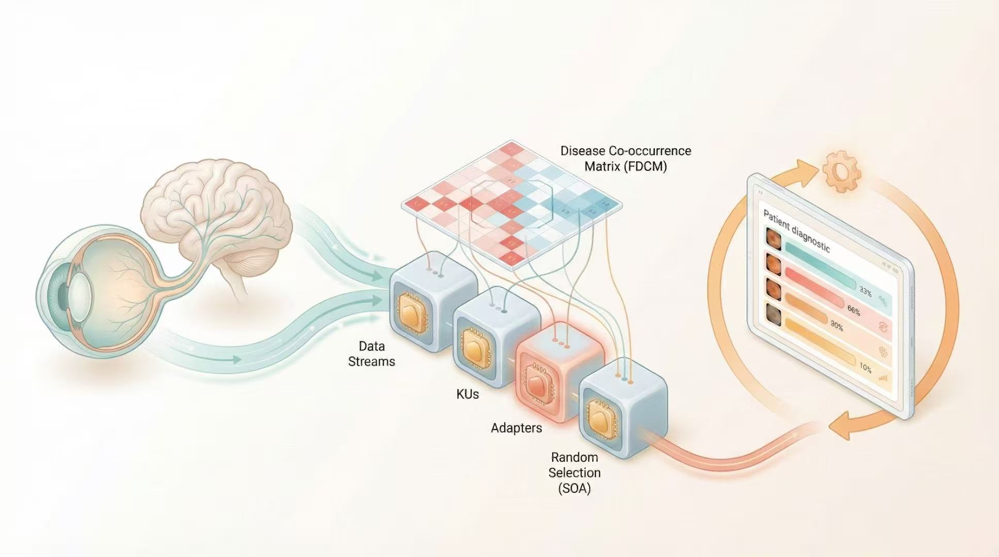 Disease Co-occurrence
Matrix (FDCM)
Patient diagnostic
33%
66%
30%
10%
Data
Streams
KUs
Adapters
Random
Selection
(SOA)